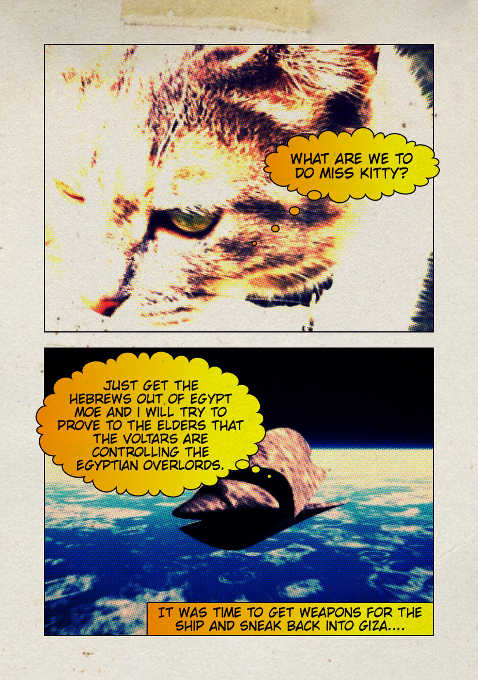 WHAT ARE WE TO
DO MISS KITTY?
JUST GET THE
HEBREWS OUT OF EGYPT
MOE AND I WILL TRY TO
PROVE TO THE ELDERS THAT
THE VOLTARS ARE
CONTROLLING THE
EGYPTIAN OVERLORDS.
IT WAS TIME TO GET WEAPONS FOR THE
SHIP AND SNEAK BACK INTO GIZA....